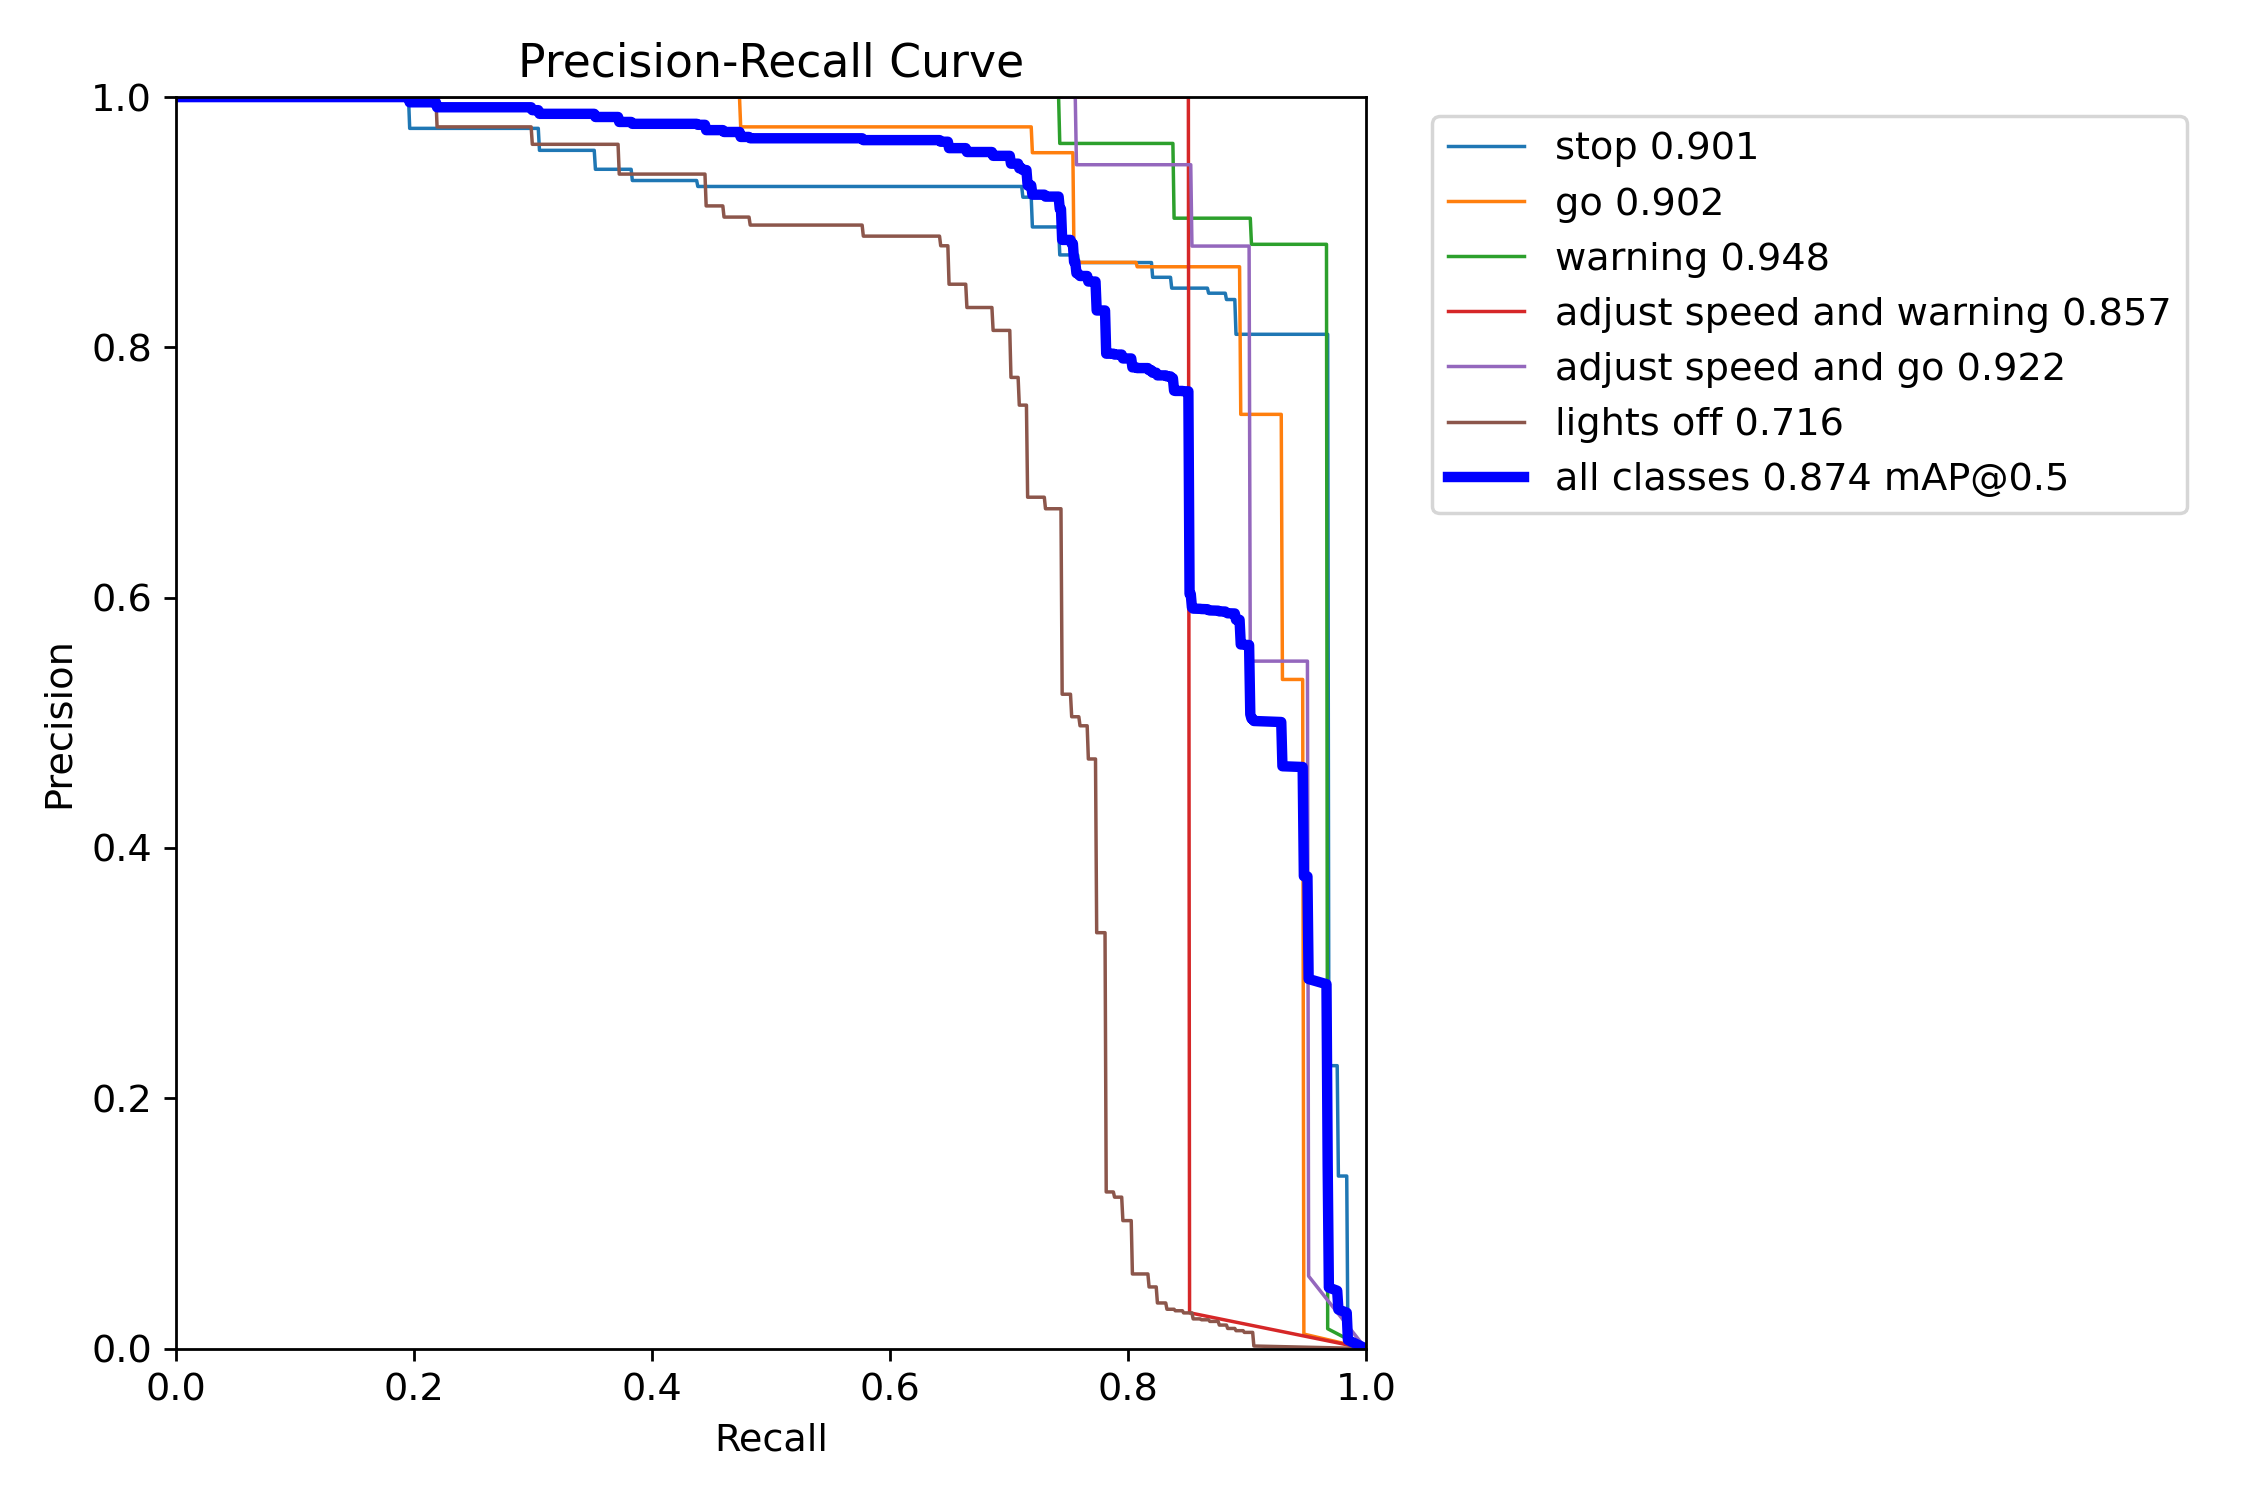 Precision-Recall Curve
1.0
0.8
0.6
0.4
0.2
0.0
Precision
0.0 0.2 0.4 0.6 0.8 1.0
Recall
stop 0.901
go 0.902
warning 0.948
adjust speed and warning 0.857
adjust speed and go 0.922
lights off 0.716
all classes 0.874 mAP@0.5